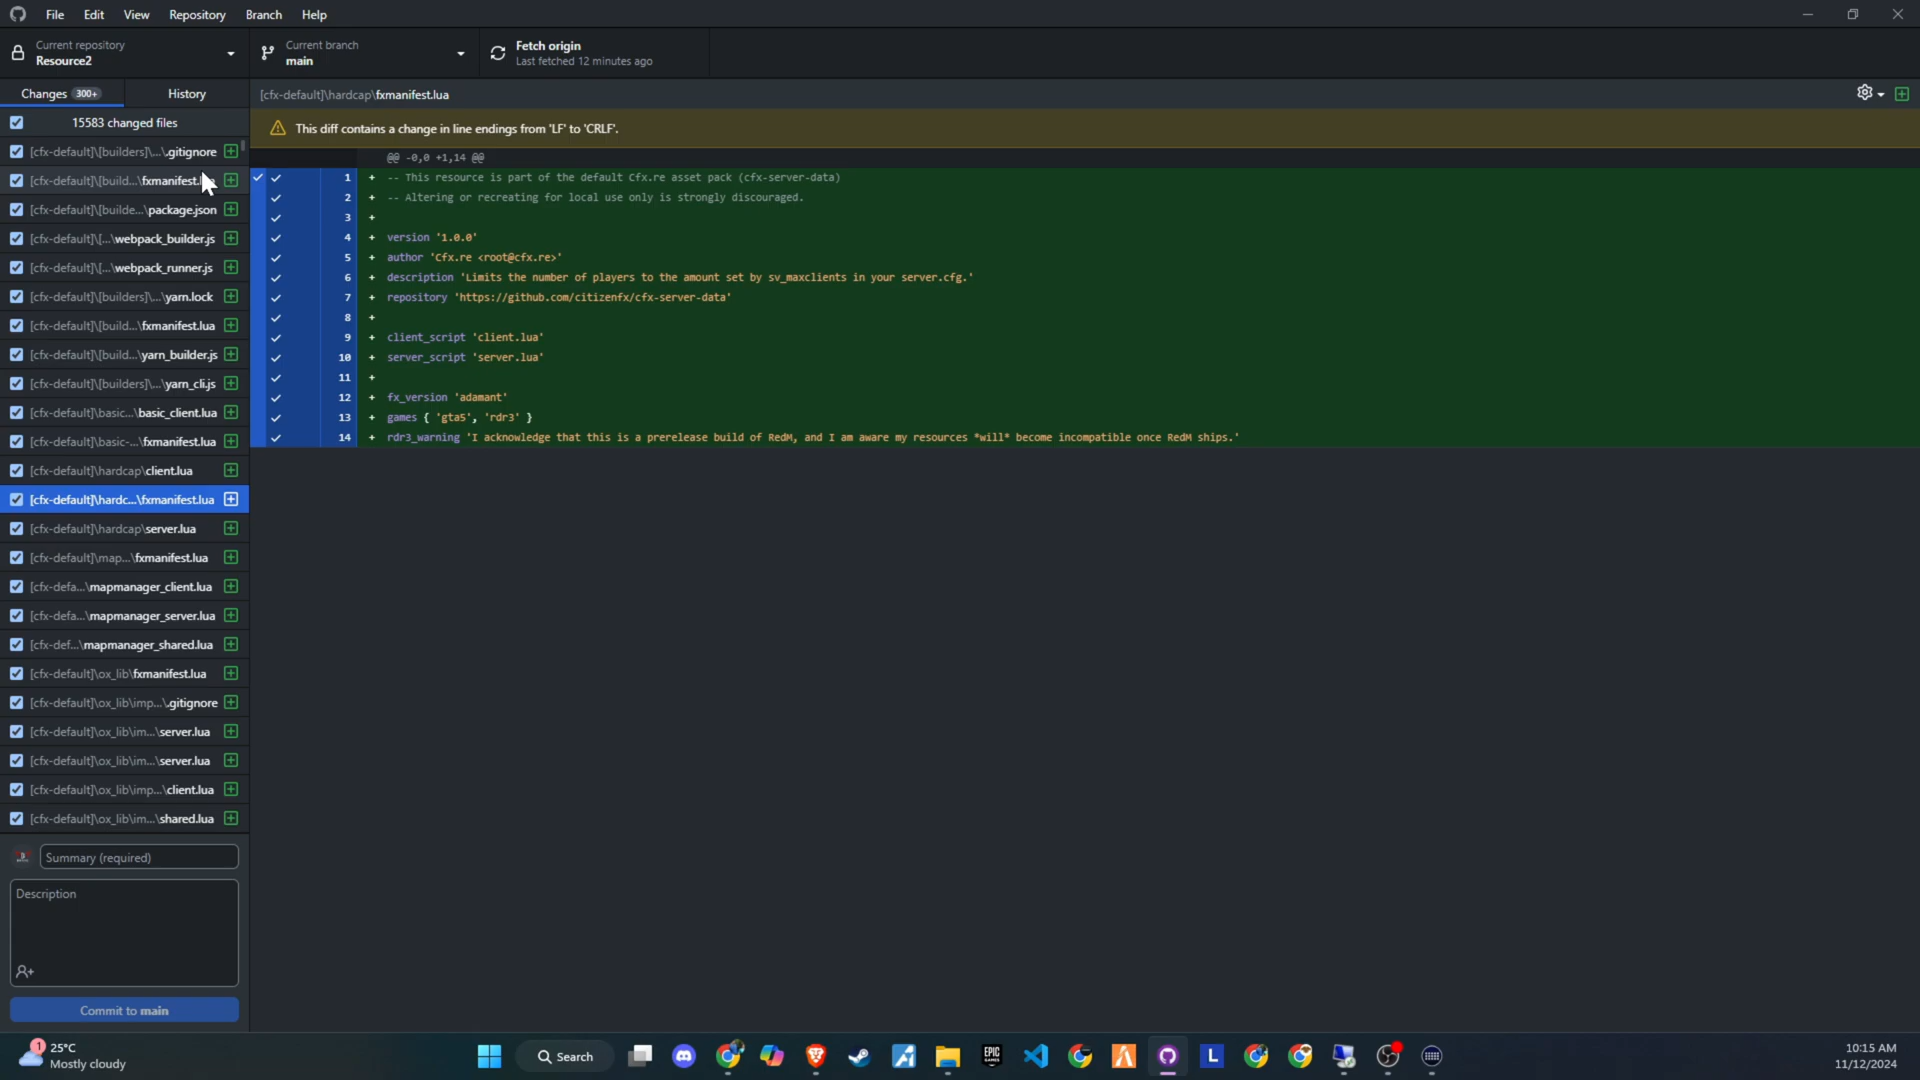 File Edit View Repository Branch Help
Current repository
Resource2
Current branch
main
Fetch origin
Last fetched 12 minutes ago
Changes 300+ History
[cfx-default]\hardcap\fxmanifest.lua
15583 changed files
This diff contains a change in line endings from 'LF' to 'CRLF'.
[cfx-default]\[builders]\...\.gitignore
[cfx-default]\[build...\fxmanifest.
[cfx-default]\[builde...\package.json
[cfx-default]\[...\webpack_builder.js
[cfx-default]\[...\webpack_runner.js
[cfx-default]\[builders]\...\yarn.lock
[cfx-default]\[build...\fxmanifest.lua
[cfx-default]\[build...\yarn_builder.js
[cfx-default]\[builders]\...\yarn_cli.js
[cfx-default]\basic...\basic_client.lua
[cfx-default]\basic-...\fxmanifest.lua
[cfx-default]\hardcap\client.lua
[cfx-default]\hardc...\fxmanifest.lua
[cfx-default]\hardcap\server.lua
[cfx-default]\map...\fxmanifest.lua
[cfx-defa...\mapmanager_client.lua
[cfx-defa...\mapmanager_server.lua
[cfx-def...\mapmanager_shared.lua
[cfx-default]\ox_lib\fxmanifest.lua
[cfx-default]\ox_lib\imp...\.gitignore
[cfx-default]\ox_lib\im...\server.lua
[cfx-default]\ox_lib\im...\server.lua
[cfx-default]\ox_lib\imp...\client.lua
[cfx-default]\ox_lib\im...\shared.lua
@@ -0,0 +1,14 @@
1 + -- This resource is part of the default Cfx.re asset pack (cfx-server-data)
2 + -- Altering or recreating for local use only is strongly discouraged.
3 +
4 + version '1.0.0'
5 + author 'Cfx.re <root@cfx.re>'
6 + description 'Limits the number of players to the amount set by sv_maxclients in your server.cfg.'
7 + repository 'https://github.com/citizenfx/cfx-server-data'
8 +
9 + client_script 'client.lua'
10 + server_script 'server.lua'
11 +
12 + fx_version 'adamant'
13 + games { 'gta5', 'rdr3' }
14 + rdr3_warning 'I acknowledge that this is a prerelease build of RedM, and I am aware my resources *will* become incompatible once RedM ships.'
Summary (required)
Description
Commit to main
1
25°C
Mostly cloudy
Search
EPIC
GAMES
L
10:15 AM
11/12/2024